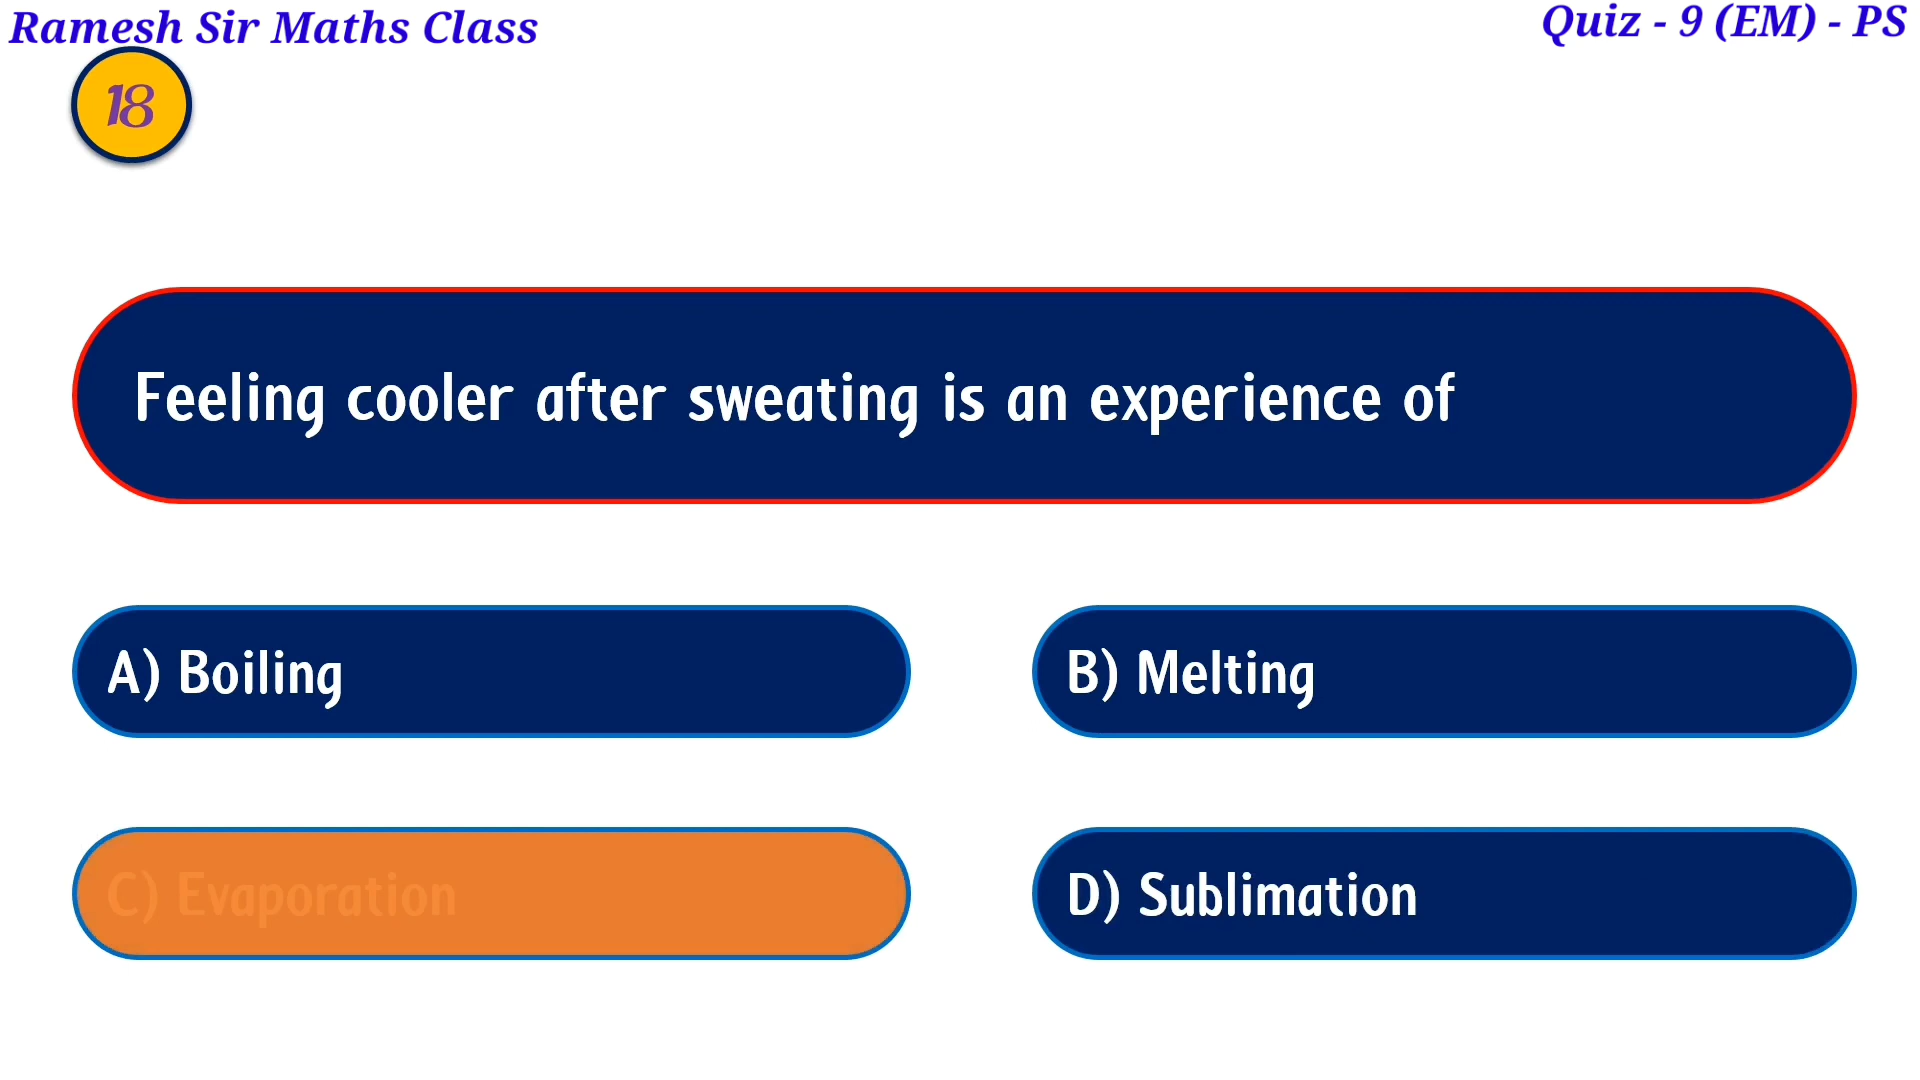 Ramesh Sir Maths Class
Quiz - 9 (EM) - PS
18
Feeling cooler after sweating is an experience of
A) Boiling
B) Melting
C) Evaporation
D) Sublimation